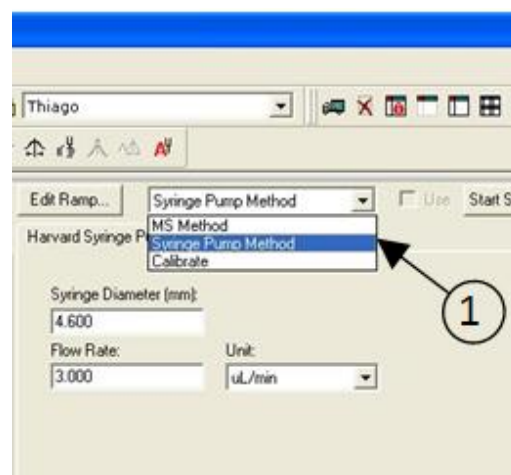 Thiago
Edit Ramp... Syringe Pump Method Use Start S
MS Method
Harvard Syringe P Syringe Pump Method
Calibrate
1
Syringe Diameter (mm):
4.600
Flow Rate: Unit:
3.000 uL/min